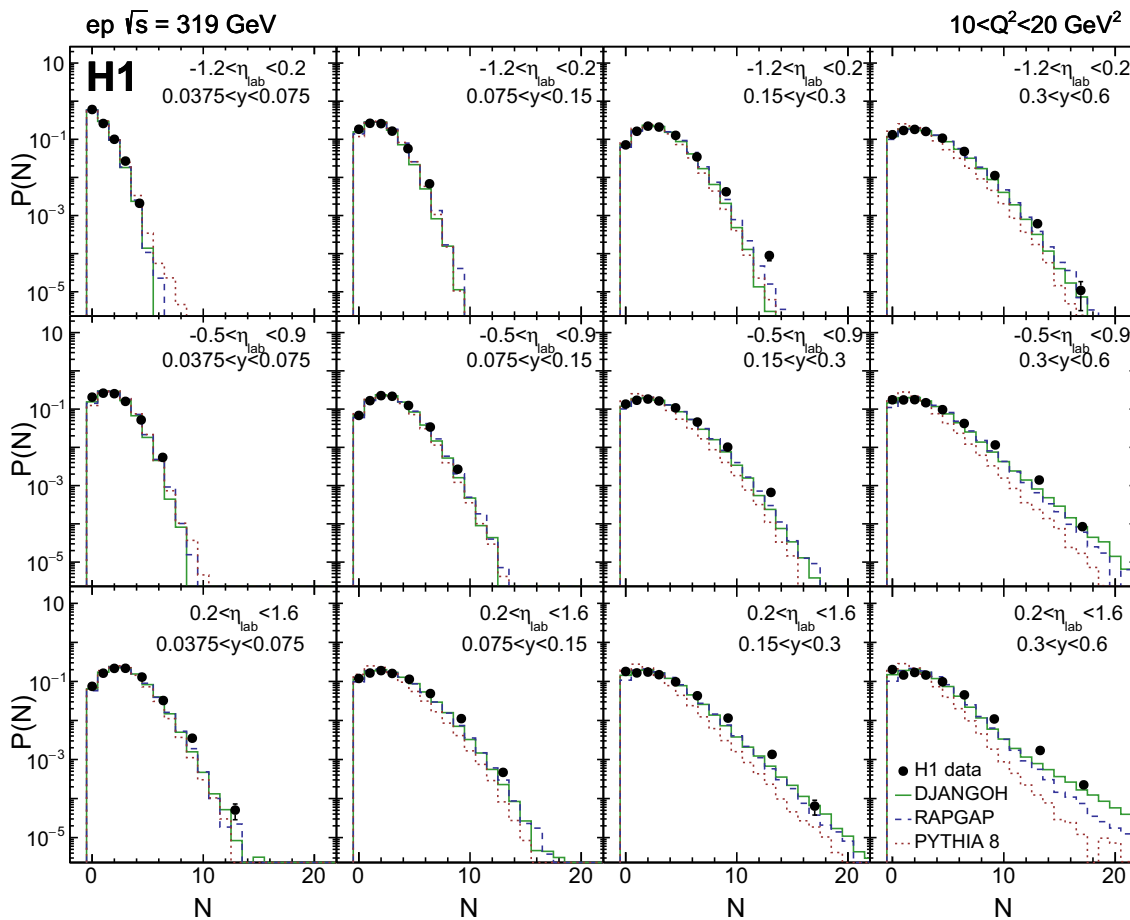 ep √s = 319 GeV
10<Q²<20 GeV²
H1
-1.2<η_lab<0.2
0.0375<y<0.075
-1.2<η_lab<0.2
0.075<y<0.15
-1.2<η_lab<0.2
0.15<y<0.3
-1.2<η_lab<0.2
0.3<y<0.6
P(N)
10
10⁻¹
10⁻³
10⁻⁵
-0.5<η_lab<0.9
0.0375<y<0.075
-0.5<η_lab<0.9
0.075<y<0.15
-0.5<η_lab<0.9
0.15<y<0.3
-0.5<η_lab<0.9
0.3<y<0.6
P(N)
10
10⁻¹
10⁻³
10⁻⁵
0.2<η_lab<1.6
0.0375<y<0.075
0.2<η_lab<1.6
0.075<y<0.15
0.2<η_lab<1.6
0.15<y<0.3
0.2<η_lab<1.6
0.3<y<0.6
P(N)
10
10⁻¹
10⁻³
10⁻⁵
H1 data
DJANGOH
RAPGAP
PYTHIA 8
0 10 20
0 10 20
0 10 20
0 10 20
N
N
N
N